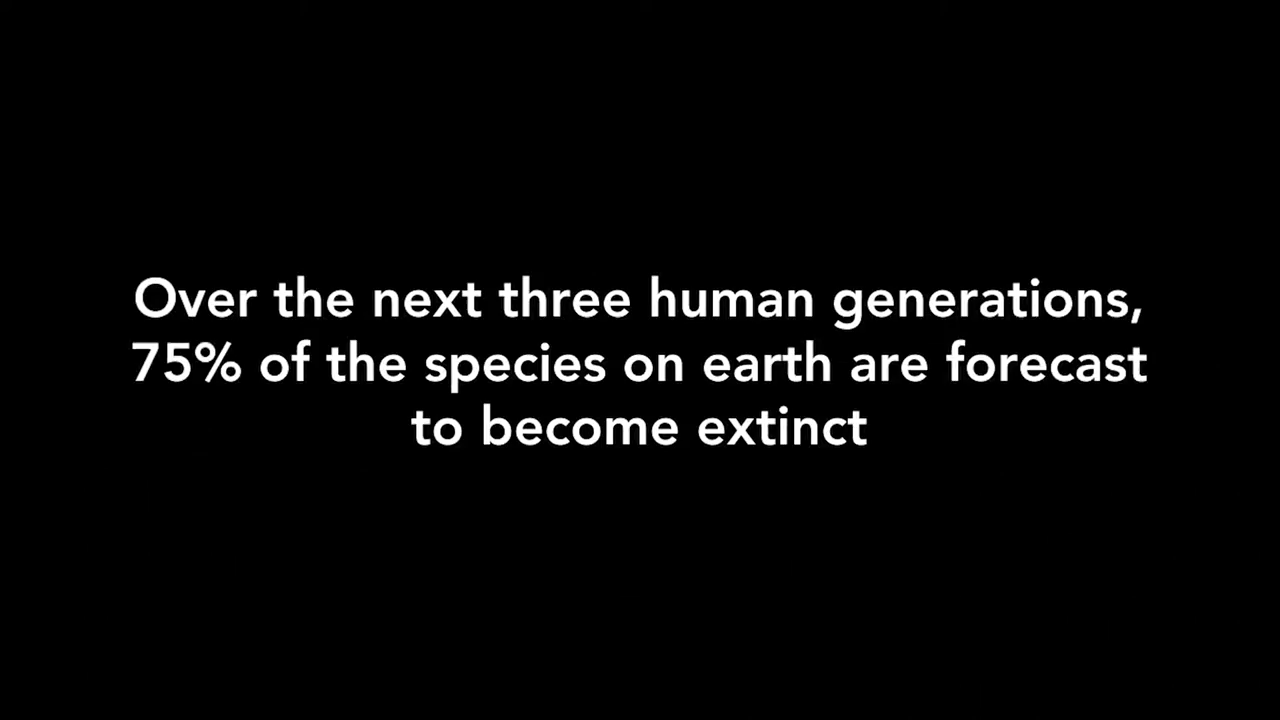 Over the next three human generations,
75% of the species on earth are forecast
to become extinct